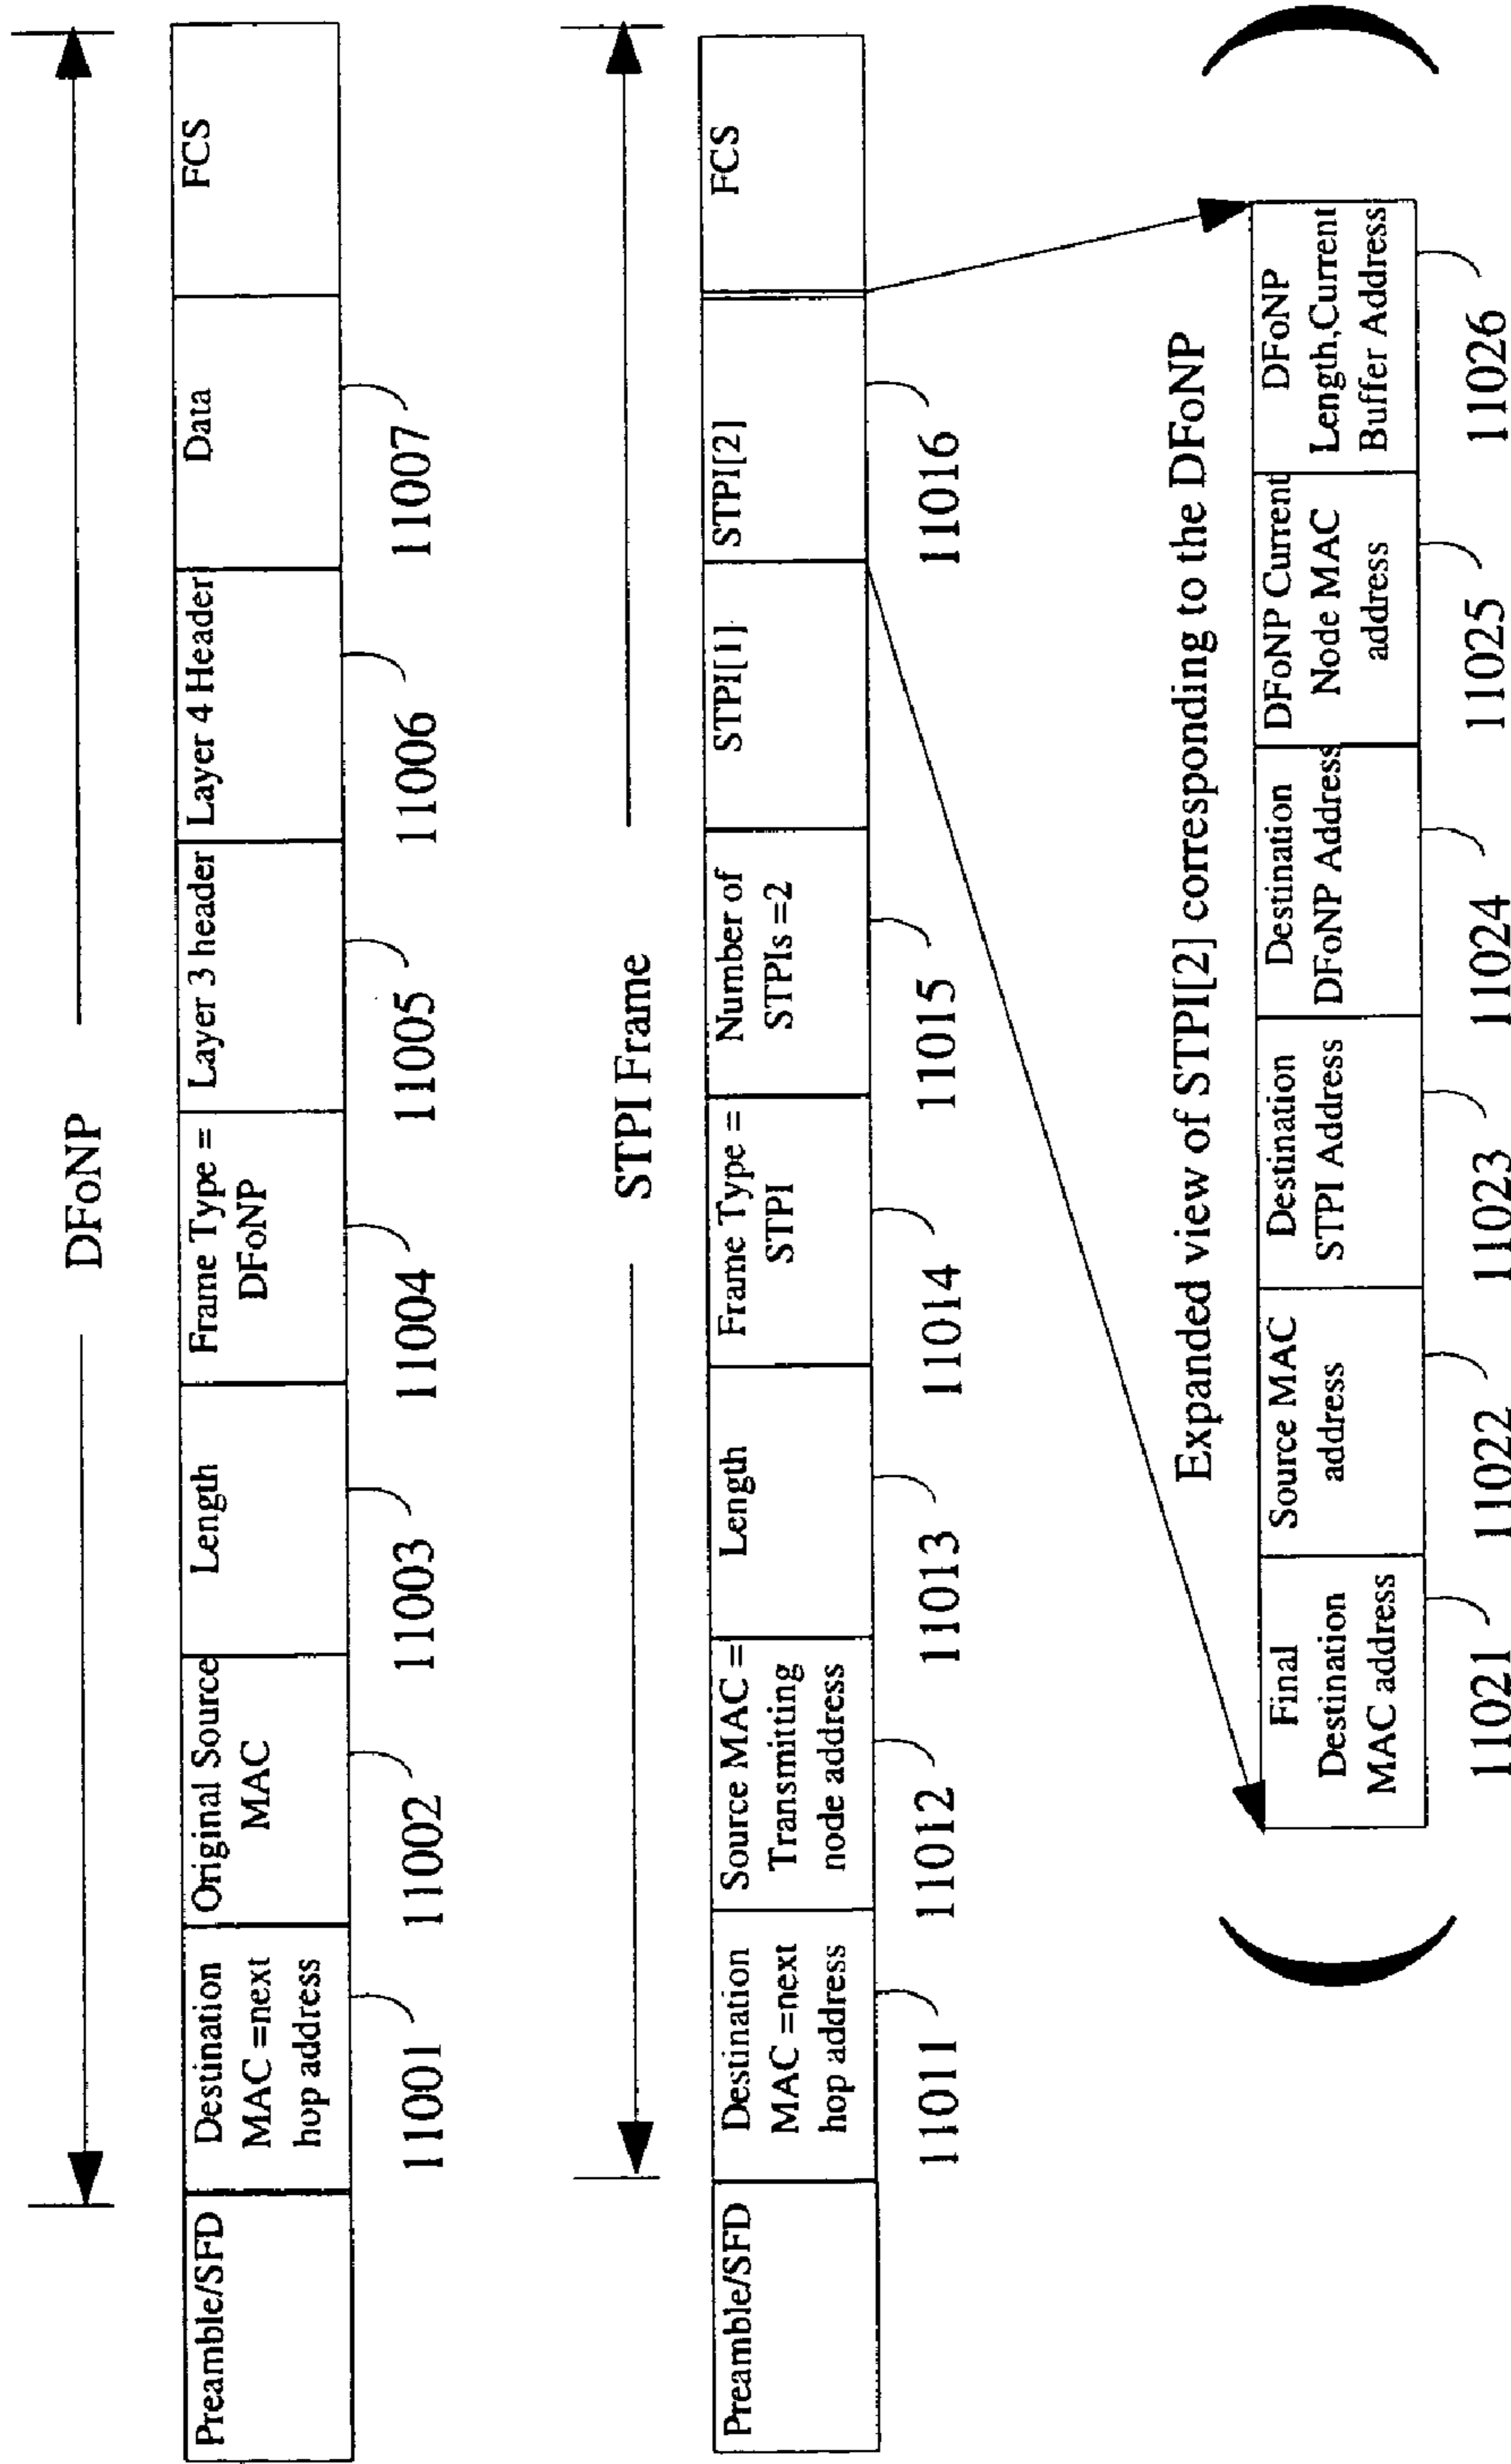 DFoNP
Preamble/SFD
Destination
MAC =next
hop address
Original Source
MAC
Length
Frame Type =
DFoNP
Layer 3 header
Layer 4 Header
Data
FCS
11001
11002
11003
11004
11005
11006
11007
STPI Frame
Preamble/SFD
Destination
MAC =next
hop address
Source MAC =
Transmitting
node address
Length
Frame Type =
STPI
Number of
STPIs =2
STPI[1]
STPI[2]
FCS
11011
11012
11013
11014
11015
11016
Expanded view of STPI[2] corresponding to the DFoNP
Final
Destination
MAC address
Source MAC
address
Destination
STPI Address
Destination
DFoNP Address
DFoNP Current
Node MAC
address
DFoNP
Length,Current
Buffer Address
11021
11022
11023
11024
11025
11026